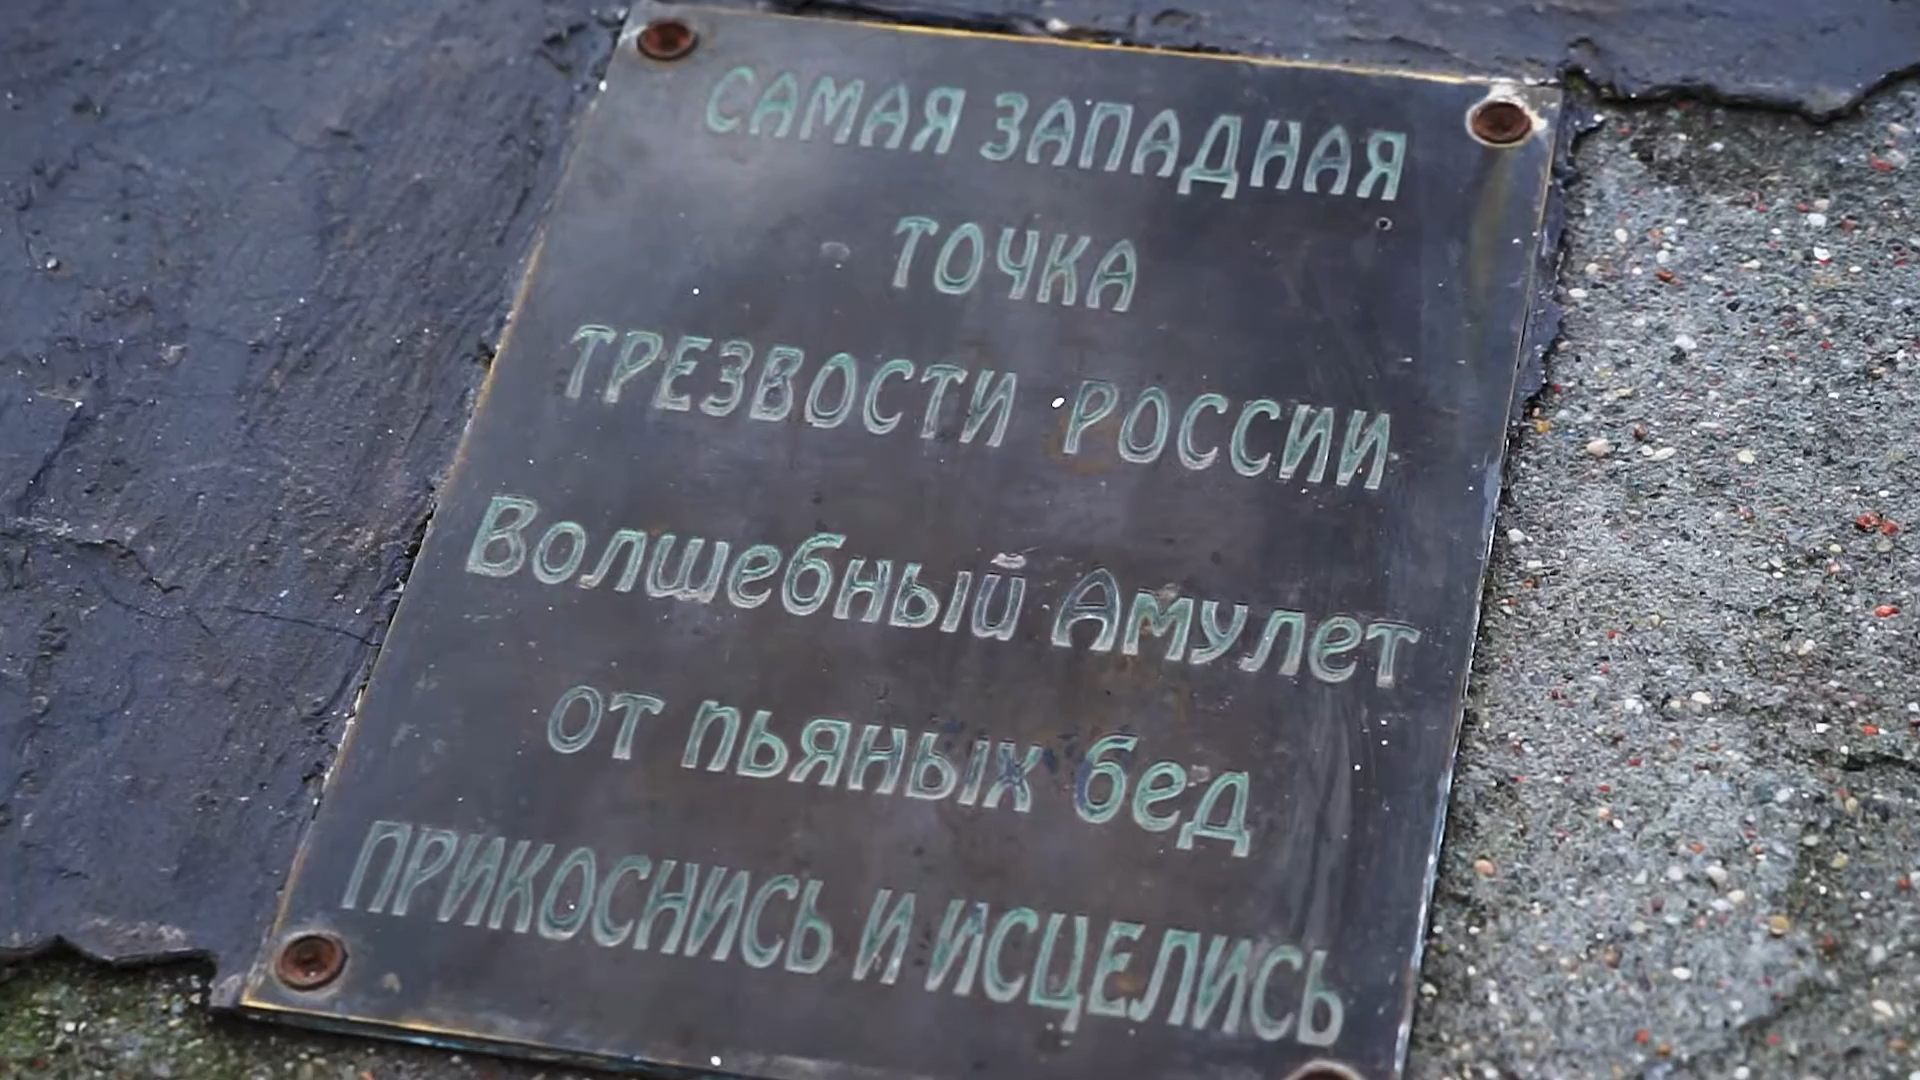 САМАЯ ЗАПАДНАЯ
ТОЧКА
ТРЕЗВОСТИ РОССИИ
Волшебный Амулет
от пьяных бед
ПРИКОСНИСЬ И ИСЦЕЛИСЬ